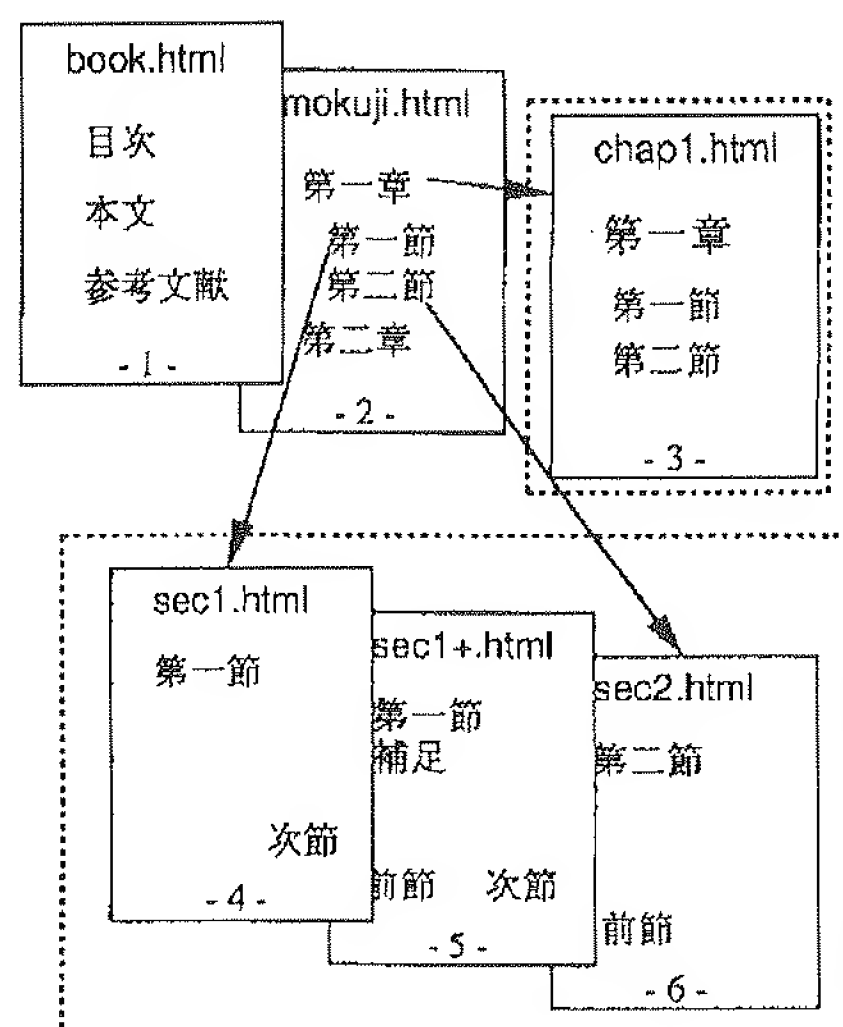 book.html
目次
本文
参考文献
- 1 -
mokuji.html
第一章
第一節
第二節
第二章
- 2 -
chap1.html
第一章
第一節
第二節
- 3 -
sec1.html
第一節
次節
- 4 -
sec1+.html
第一節
補足
前節 次節
- 5 -
sec2.html
第二節
前節
- 6 -